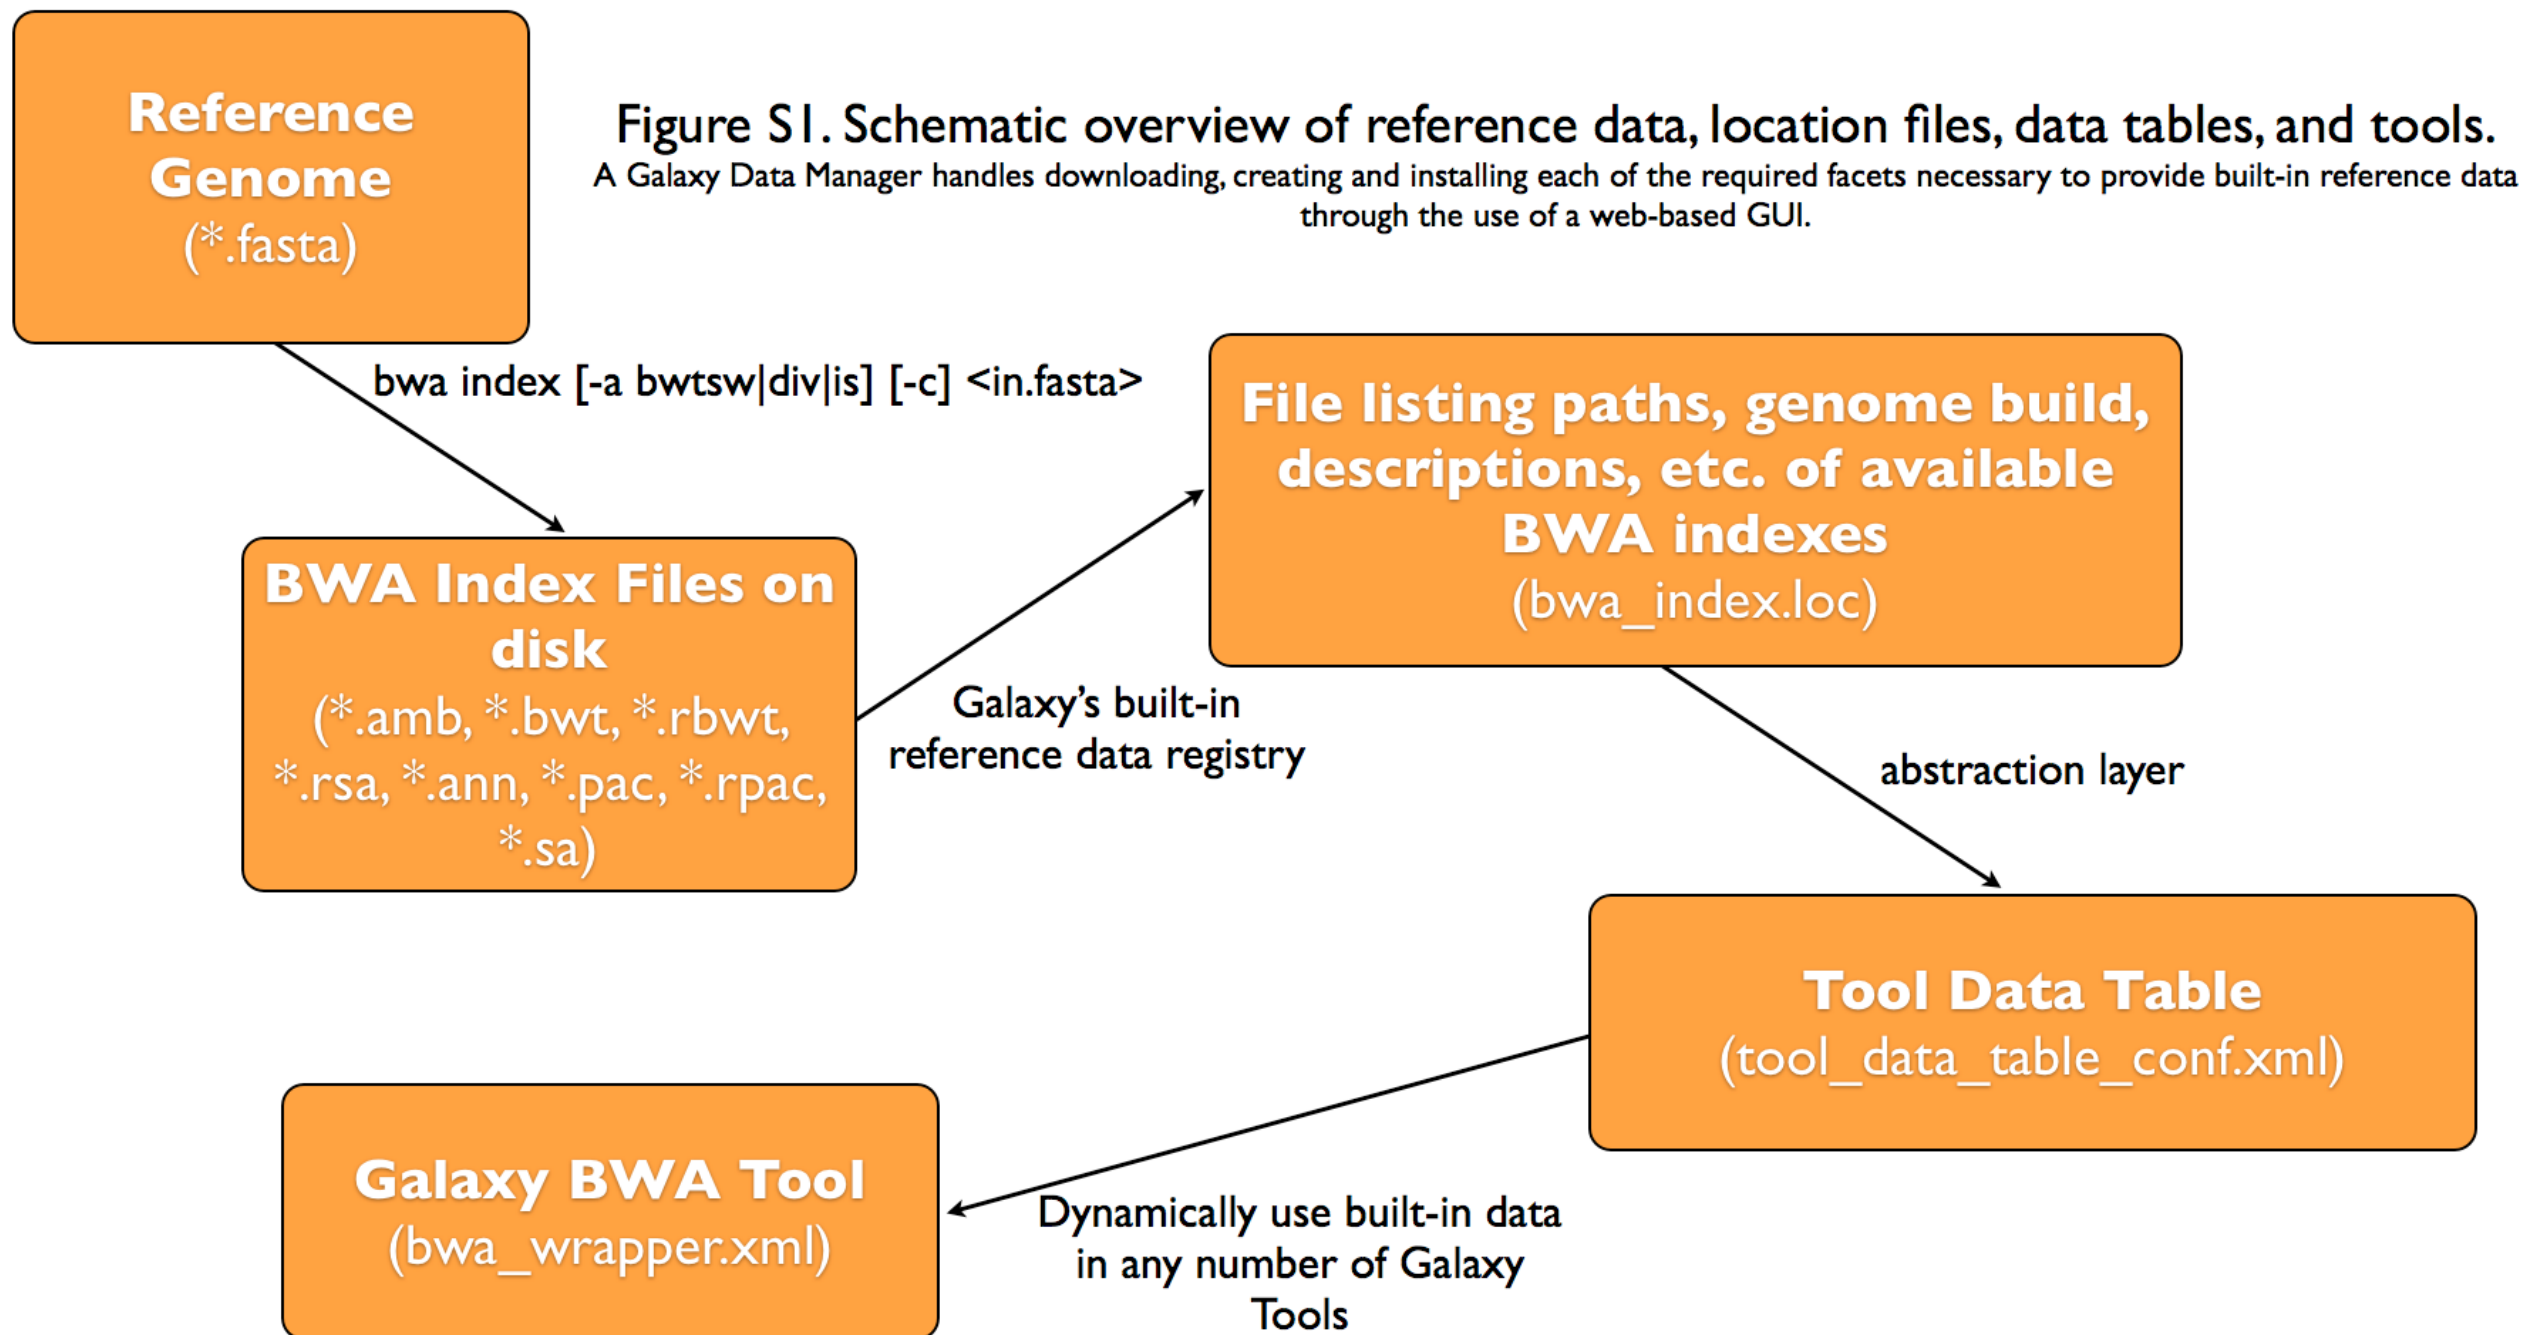 Reference
Genome
(*.fasta)
Figure S1. Schematic overview of reference data, location files, data tables, and tools.
A Galaxy Data Manager handles downloading, creating and installing each of the required facets necessary to provide built-in reference data
through the use of a web-based GUI.
bwa index [-a bwtsw|div|is] [-c] <in.fasta>
File listing paths, genome build,
descriptions, etc. of available
BWA indexes
(bwa_index.loc)
BWA Index Files on
disk
(*.amb, *.bwt, *.rbwt,
*.rsa, *.ann, *.pac, *.rpac,
*.sa)
Galaxy’s built-in
reference data registry
abstraction layer
Tool Data Table
(tool_data_table_conf.xml)
Galaxy BWA Tool
(bwa_wrapper.xml)
Dynamically use built-in data
in any number of Galaxy
Tools